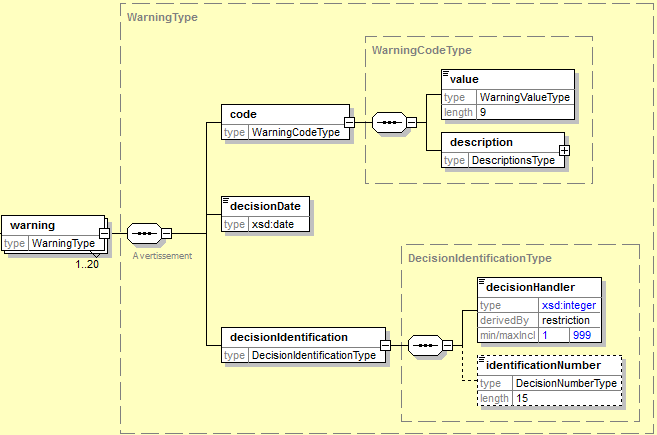 WarningType
WarningCodeType
value
type WarningValueType
length 9
code
type WarningCodeType
description
type DescriptionsType
decisionDate
type xsd:date
warning
type WarningType
1..20
Avertissement
DecisionIdentificationType
decisionHandler
type xsd:integer
derivedBy restriction
min/maxIncl 1 999
decisionIdentification
type DecisionIdentificationType
identificationNumber
type DecisionNumberType
length 15